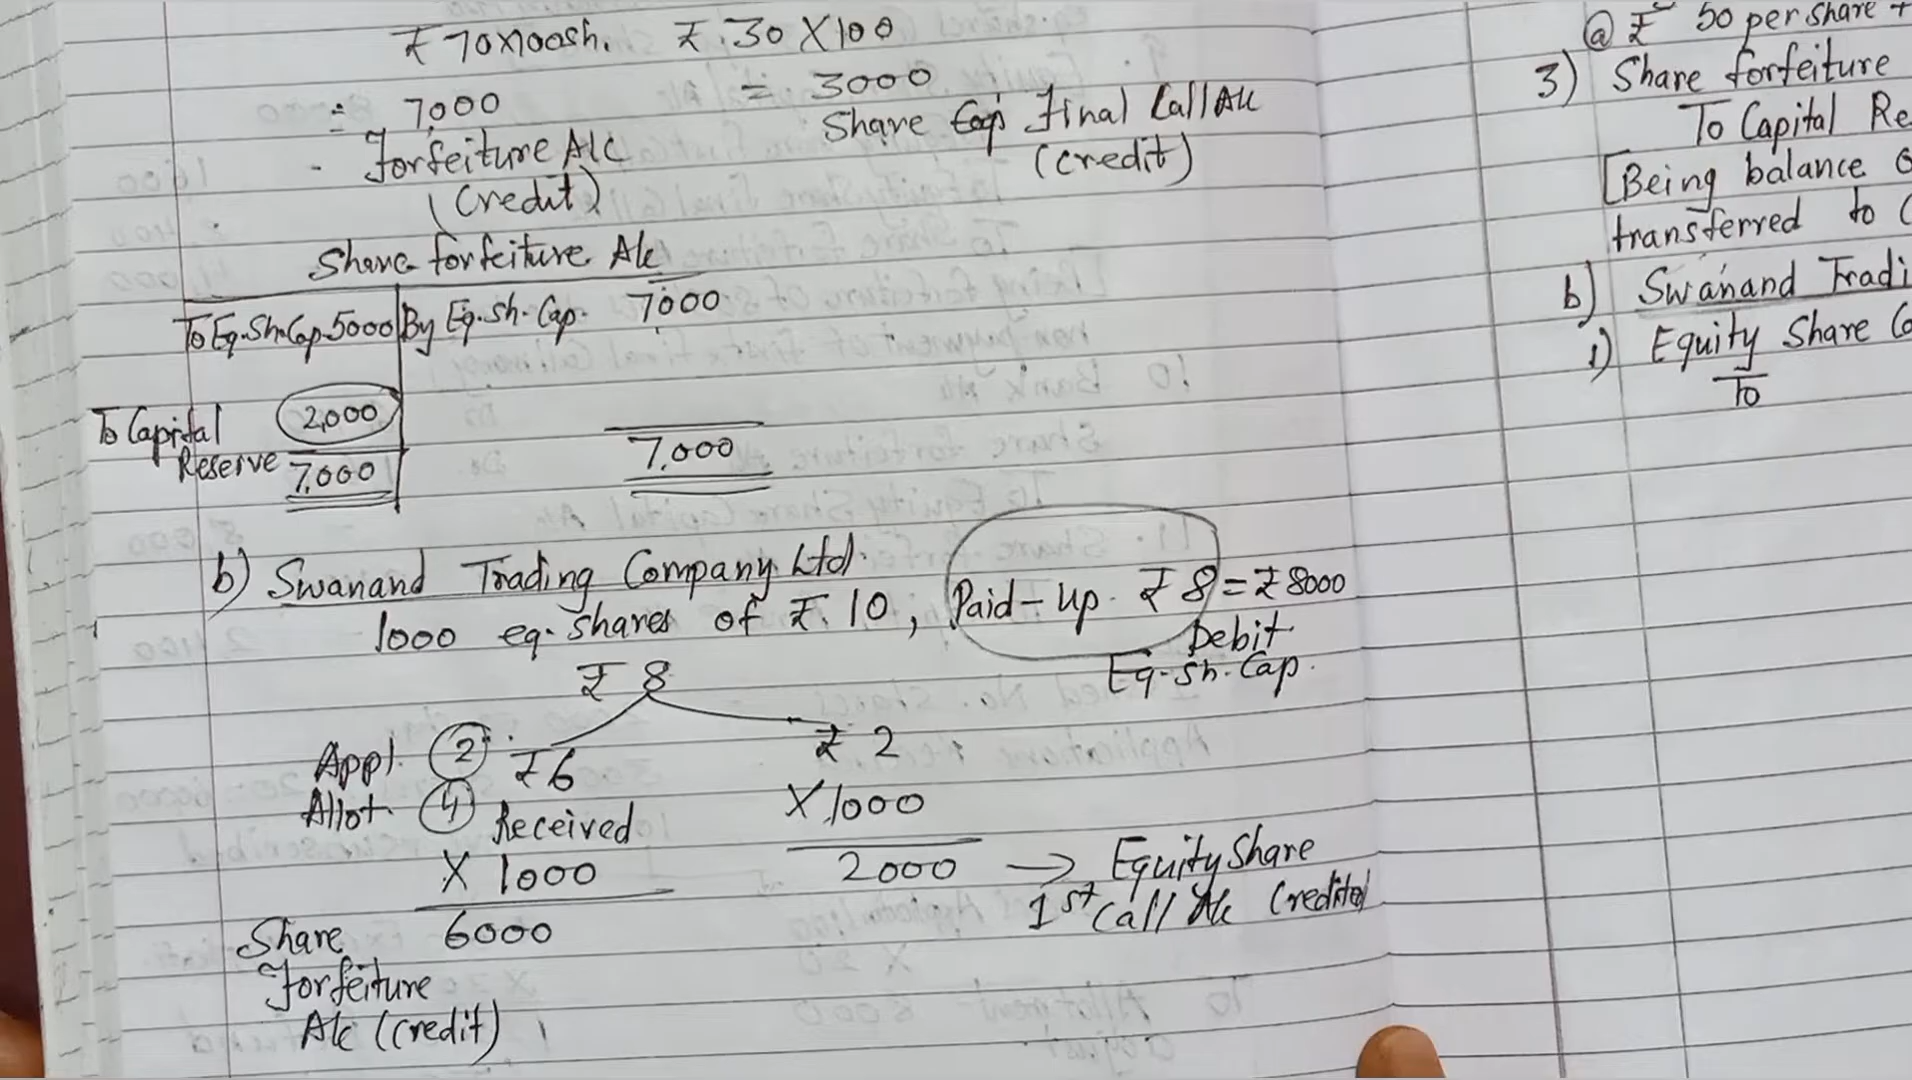 ₹ 70x100sh. ₹ 30 X 100
= 7,000 = 3000
Forfeiture A/c Share Final Call A/c
(credit) (credit)
Share forfeiture A/c
To Eq.Sh.Cap. 5000 By Eq. Sh. Cap. 7000
To Capital Reserve 2,000
7,000 7,000
b) Swanand Trading Company Ltd.
1000 eq. shares of ₹. 10, Paid-up ₹ 8 = ₹ 8000
Debit
Eq. Sh. Cap.
₹ 8
Appl. 2 ₹ 6 ₹ 2
Allot. 4 Received X 1000
X 1000 2000 → Equity Share
1st Call A/c (credited)
Share 6000
Forfeiture
A/c (credit)
@ ₹ 50 per share +
3) Share forfeiture
To Capital Re
[Being balance
transferred to
b) Swanand Tradi
1) Equity Share
To